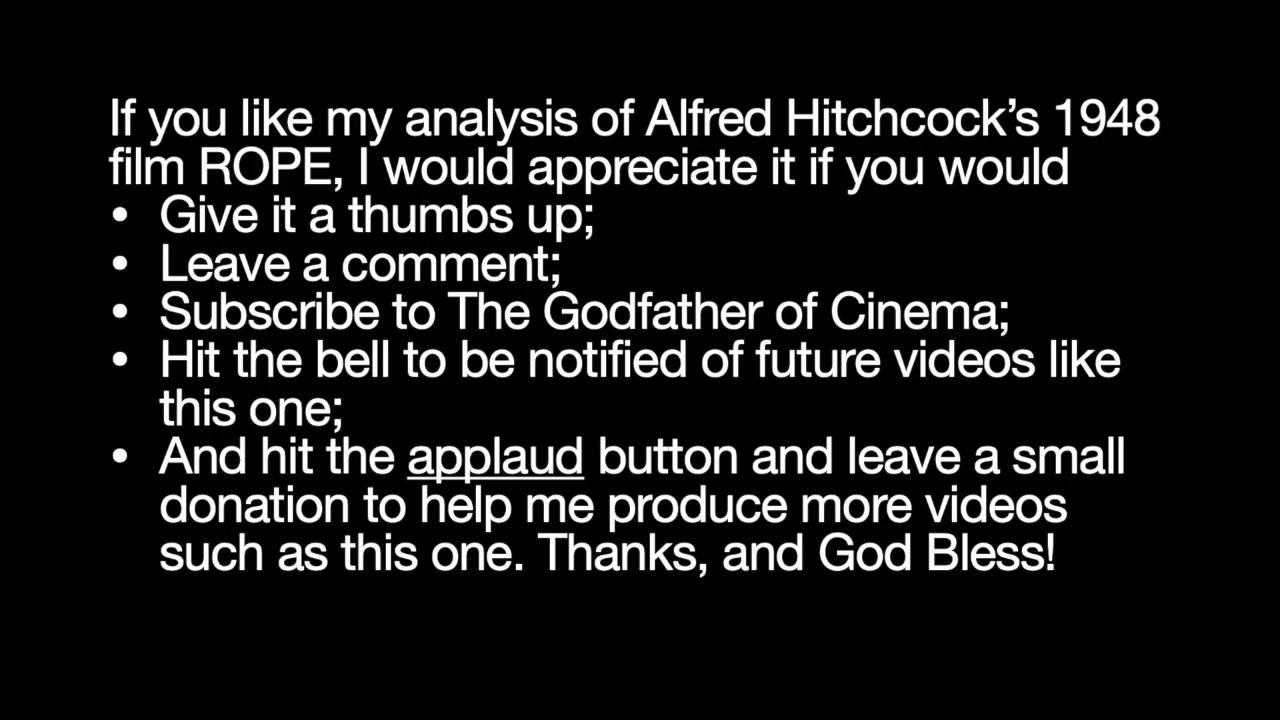 If you like my analysis of Alfred Hitchcock’s 1948
film ROPE, I would appreciate it if you would
• Give it a thumbs up;
• Leave a comment;
• Subscribe to The Godfather of Cinema;
• Hit the bell to be notified of future videos like
this one;
• And hit the applaud button and leave a small
donation to help me produce more videos
such as this one. Thanks, and God Bless!